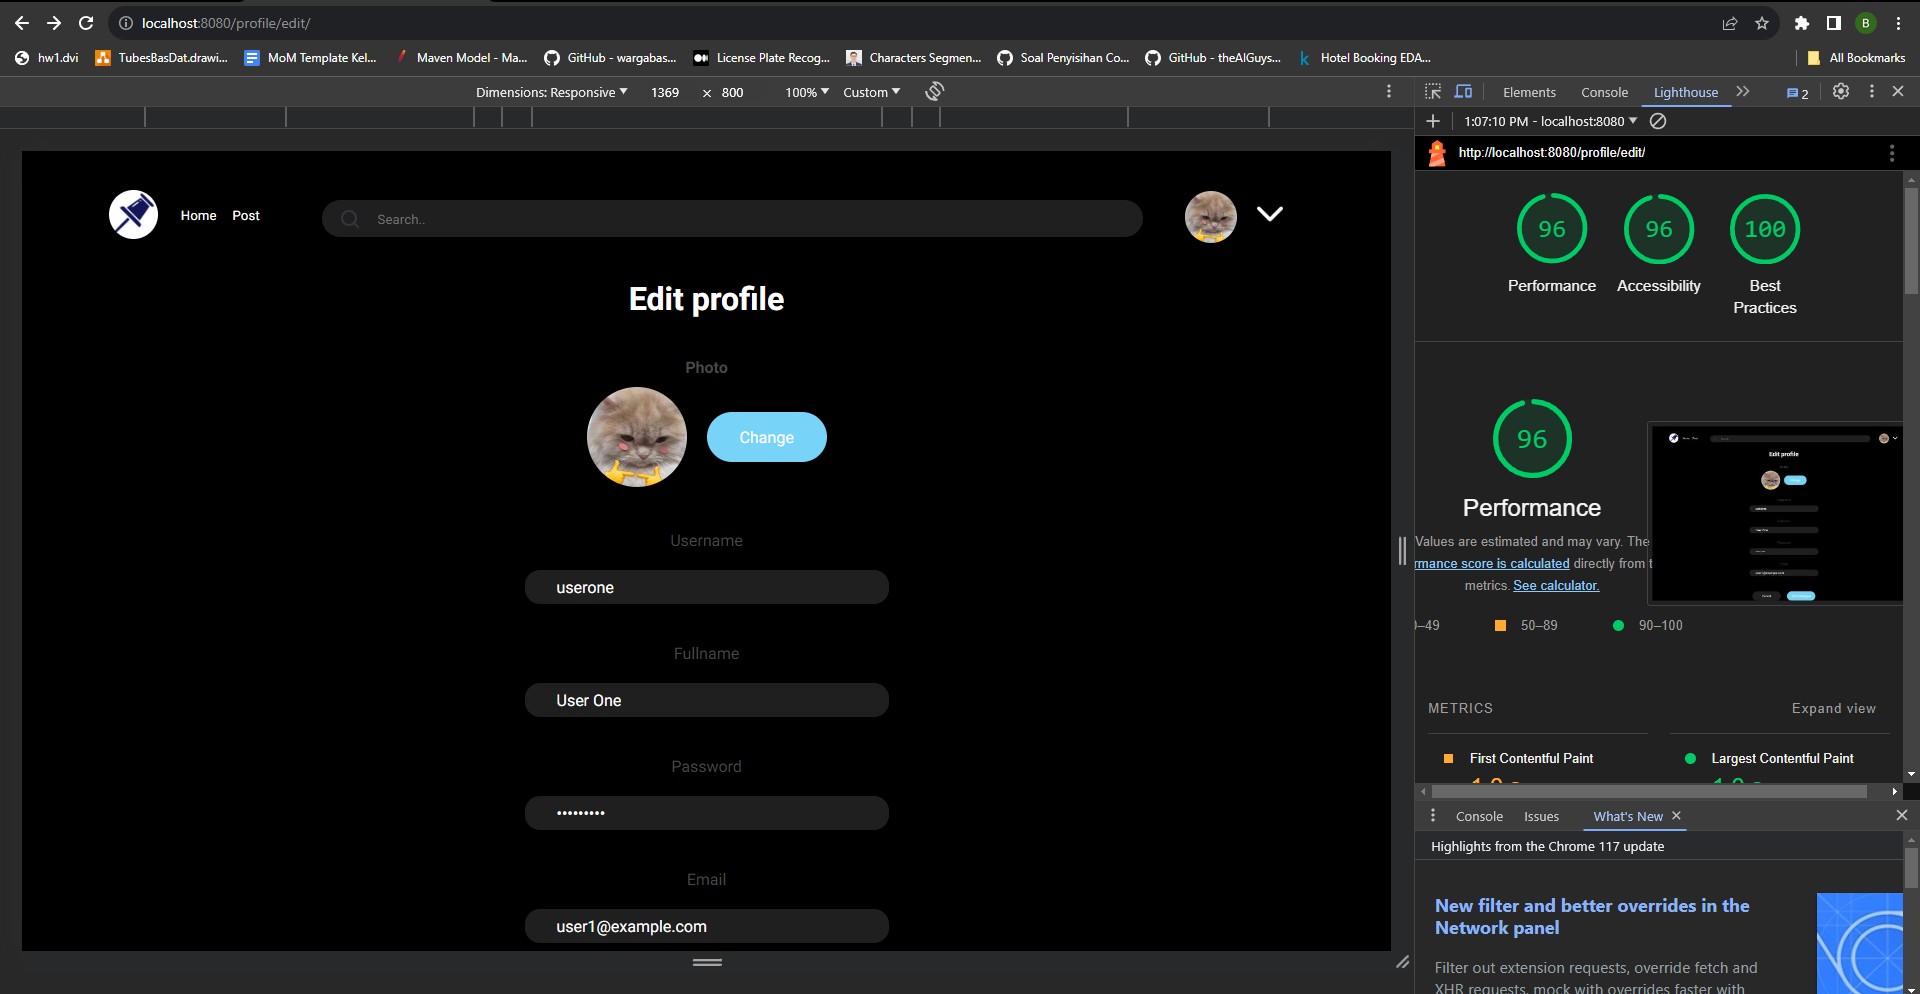 localhost:8080/profile/edit/
B
hw1.dvi
TubesBasDat.drawi...
MoM Template Kel...
Maven Model - Ma...
GitHub - wargabas...
License Plate Recog...
Characters Segmen...
Soal Penyisihan Co...
GitHub - theAIGuys...
k
Hotel Booking EDA...
All Bookmarks
Dimensions: Responsive
1369
×
800
100%
Custom
Elements
Console
Lighthouse
2
1:07:10 PM - localhost:8080
http://localhost:8080/profile/edit/
Home
Post
Search..
Edit profile
Photo
Change
Username
userone
Fullname
User One
Password
•••••••••
Email
user1@example.com
96
96
100
Performance
Accessibility
Best
Practices
96
Performance
Values are estimated and may vary. The
rmance score is calculated directly from t
metrics. See calculator.
–49
50–89
90–100
Edit profile
METRICS
Expand view
First Contentful Paint
Largest Contentful Paint
Console
Issues
What's New
Highlights from the Chrome 117 update
New filter and better overrides in the
Network panel
Filter out extension requests, override fetch and
XHR requests, mock with overrides faster with